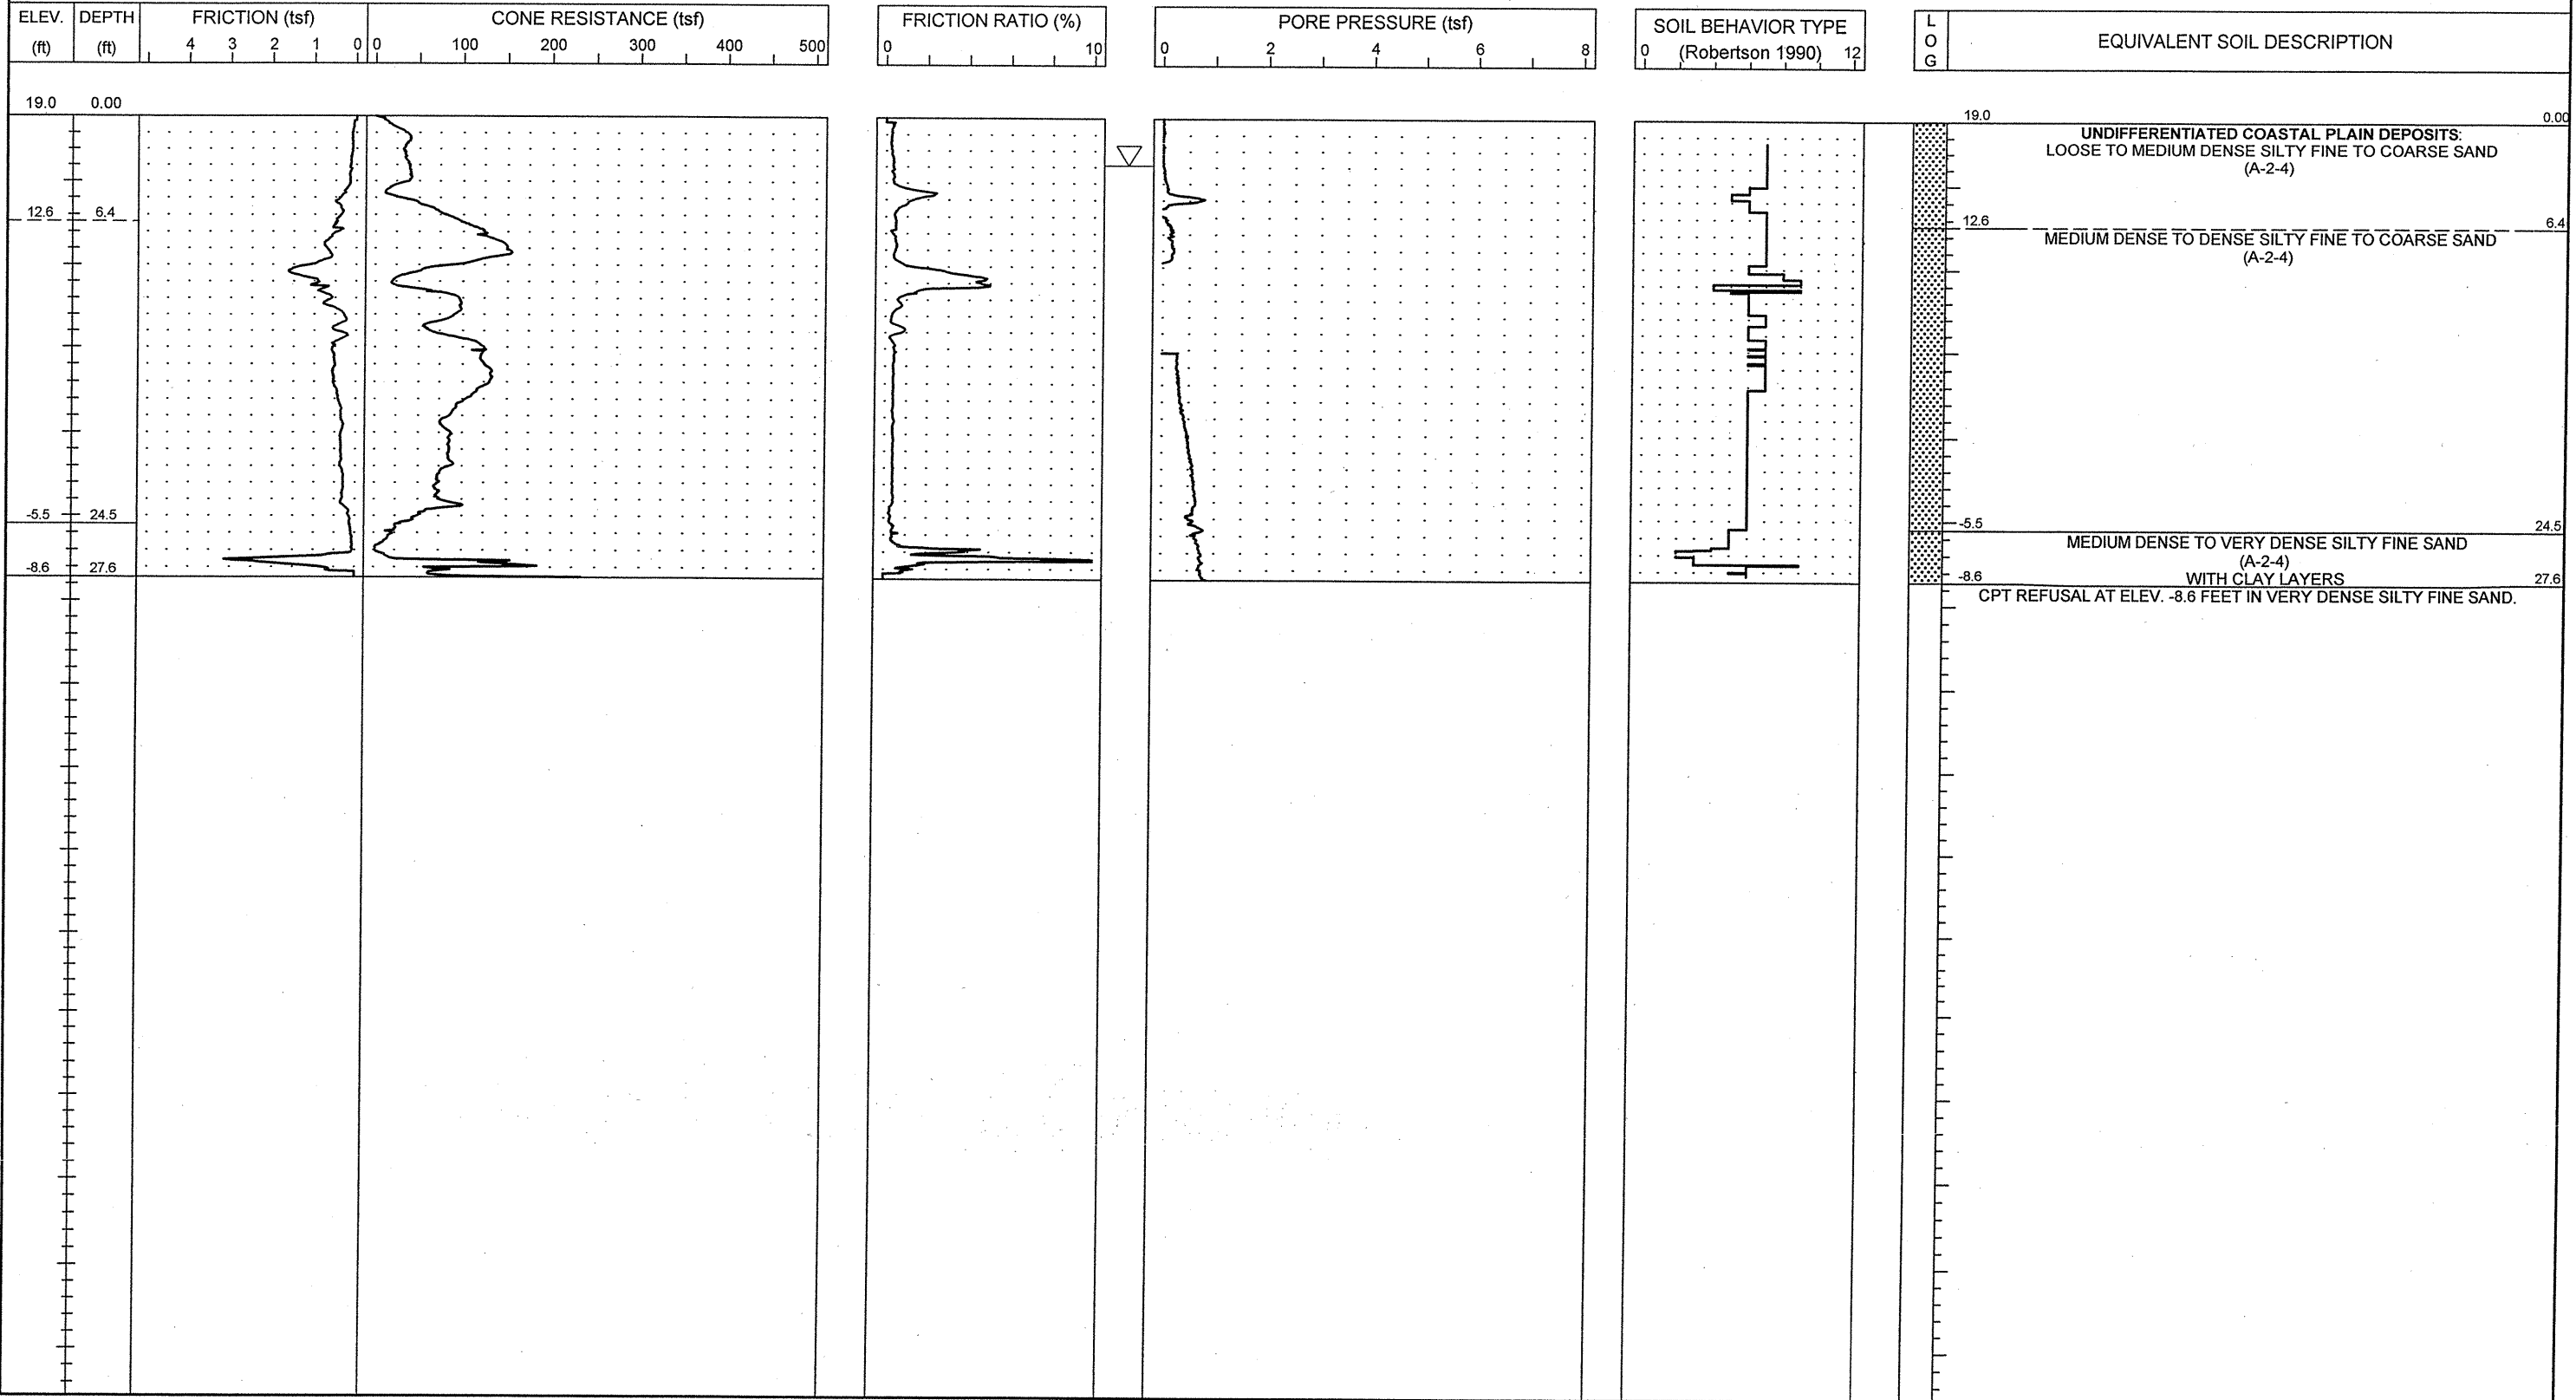 ELEV. DEPTH FRICTION (tsf) CONE RESISTANCE (tsf) FRICTION RATIO (%) PORE PRESSURE (tsf) SOIL BEHAVIOR TYPE L
(ft) (ft) 4 3 2 1 0 0 100 200 300 400 500 0 10 0 2 4 6 8 (Robertson 1990) 0 12 O EQUIVALENT SOIL DESCRIPTION
G
19.0 0.00
19.0 0.00
UNDIFFERENTIATED COASTAL PLAIN DEPOSITS:
LOOSE TO MEDIUM DENSE SILTY FINE TO COARSE SAND
(A-2-4)
12.6 6.4
12.6 6.4
MEDIUM DENSE TO DENSE SILTY FINE TO COARSE SAND
(A-2-4)
-5.5 24.5
-5.5 24.5
MEDIUM DENSE TO VERY DENSE SILTY FINE SAND
(A-2-4)
-8.6 27.6
-8.6 WITH CLAY LAYERS 27.6
CPT REFUSAL AT ELEV. -8.6 FEET IN VERY DENSE SILTY FINE SAND.